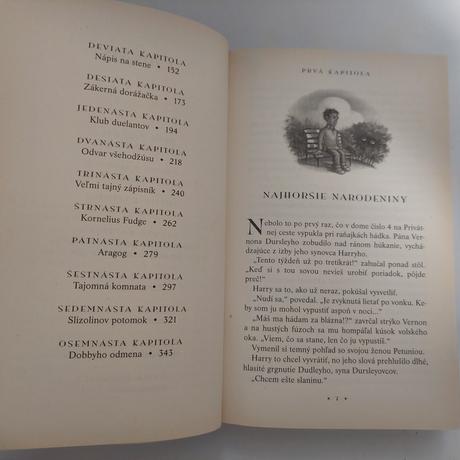 DEVIATA KAPITOLA
Nápis na stene • 152
DESIATA KAPITOLA
Zákerná dorážačka • 173
JEDENÁSTA KAPITOLA
Klub duelantov • 194
DVANÁSTA KAPITOLA
Odvar všehodžúsu • 218
TRINÁSTA KAPITOLA
Veľmi tajný zápisník • 240
ŠTRNÁSTA KAPITOLA
Kornelius Fudge • 262
PÄTNÁSTA KAPITOLA
Aragog • 279
ŠESTNÁSTA KAPITOLA
Tajomná komnata • 297
SEDEMNÁSTA KAPITOLA
Slizolinov potomok • 321
OSEMNÁSTA KAPITOLA
Dobbyho odmena • 343
PRVÁ KAPITOLA
NAJHORŠIE NARODENINY
Nebolo to po prvý raz, čo v dome číslo 4 na Privát-
nej ceste vypukla pri raňajkách hádka. Pána Ver-
nona Dursleyho zobudilo nad ránom húkanie, vychá-
dzajúce z izby jeho synovca Harryho.
„Tento týždeň už po tretíkrát!" zahučal ponad stôl.
„Keď si s tou sovou nevieš urobiť poriadok, pôjde
preč!"
Harry sa to, ako už neraz, pokúsil vysvetliť.
„Nudí sa," povedal. „Je zvyknutá lietať po vonku. Ke-
by som ju mohol vypustiť aspoň v noci..."
„Máš ma hádam za blázna!?" zavrčal strýko Vernon
a na hustých fúzoch sa mu hompáľal kúsok volského
oka. „Viem, čo sa stane, len čo ju vypustíš."
Vymenil si temný pohľad so svojou ženou Petuniou.
Harry to chcel vyvrátiť, no jeho slová prehlušilo dlhé,
hlasité grgnutie Dudleyho, syna Dursleyovcov.
„Chcem ešte slaninu."
• 7 •